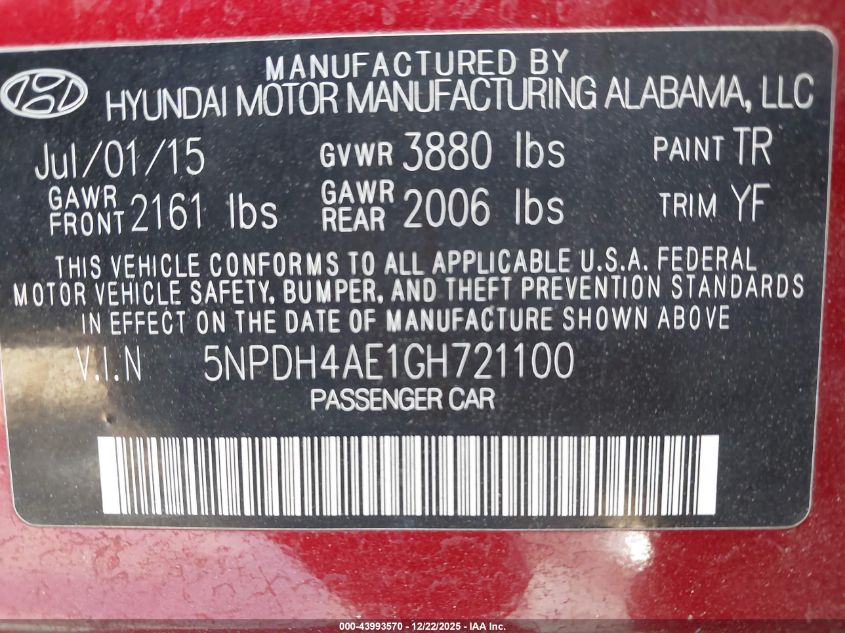 MANUFACTURED BY
HYUNDAI MOTOR MANUFACTURING ALABAMA, LLC
Jul/01/15 GVWR 3880 lbs PAINT TR
GAWR FRONT 2161 lbs GAWR REAR 2006 lbs TRIM YF
THIS VEHICLE CONFORMS TO ALL APPLICABLE U.S.A. FEDERAL
MOTOR VEHICLE SAFETY, BUMPER, AND THEFT PREVENTION STANDARDS
IN EFFECT ON THE DATE OF MANUFACTURE SHOWN ABOVE
V.I.N 5NPDH4AE1GH721100
PASSENGER CAR
000-43993570 • 12/22/2025 • IAA Inc.